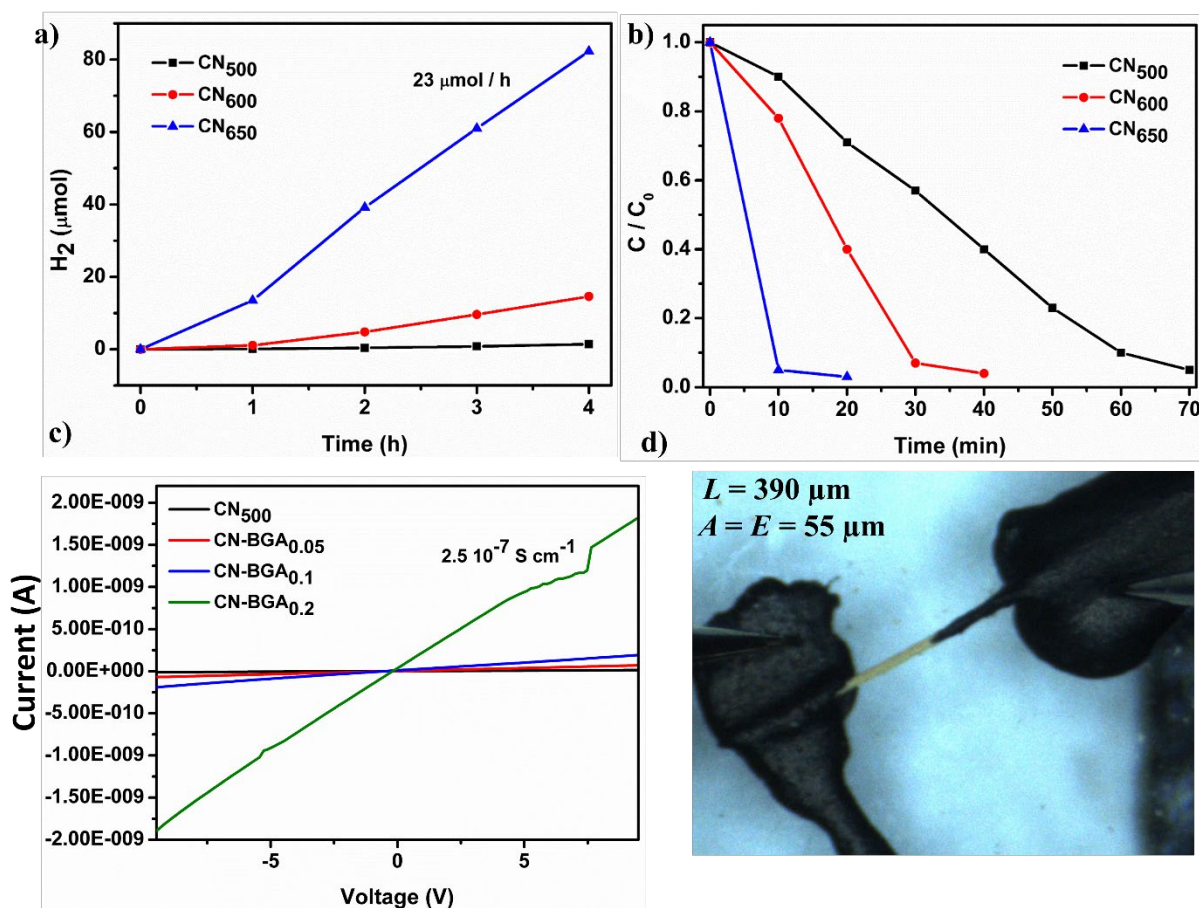 a)
H₂ (μmol)
80
60
40
20
0
CN₅₀₀
CN₆₀₀
CN₆₅₀
23 μmol / h
0 1 2 3 4
Time (h)
b)
C / C₀
1.0
0.8
0.6
0.4
0.2
0.0
CN₅₀₀
CN₆₀₀
CN₆₅₀
0 10 20 30 40 50 60 70
Time (min)
c)
Current (A)
2.00E-009
1.50E-009
1.00E-009
5.00E-010
0.00E+000
-5.00E-010
-1.00E-009
-1.50E-009
-2.00E-009
CN₅₀₀
CN-BGA₀.₀₅
CN-BGA₀.₁
CN-BGA₀.₂
2.5 10⁻⁷ S cm⁻¹
-5 0 5
Voltage (V)
d)
L = 390 μm
A = E = 55 μm